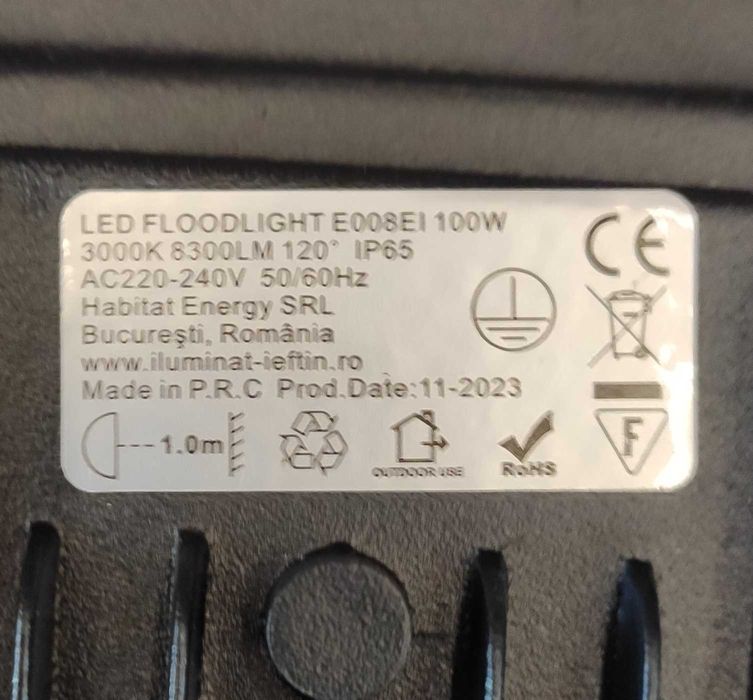 LED FLOODLIGHT E008EI 100W
3000K 8300LM 120° IP65
AC220-240V 50/60Hz
Habitat Energy SRL
București, România
www.iluminat-ieftin.ro
Made in P.R.C Prod.Date:11-2023
CE
1.0m
OUTDOOR USE
RoHS
F